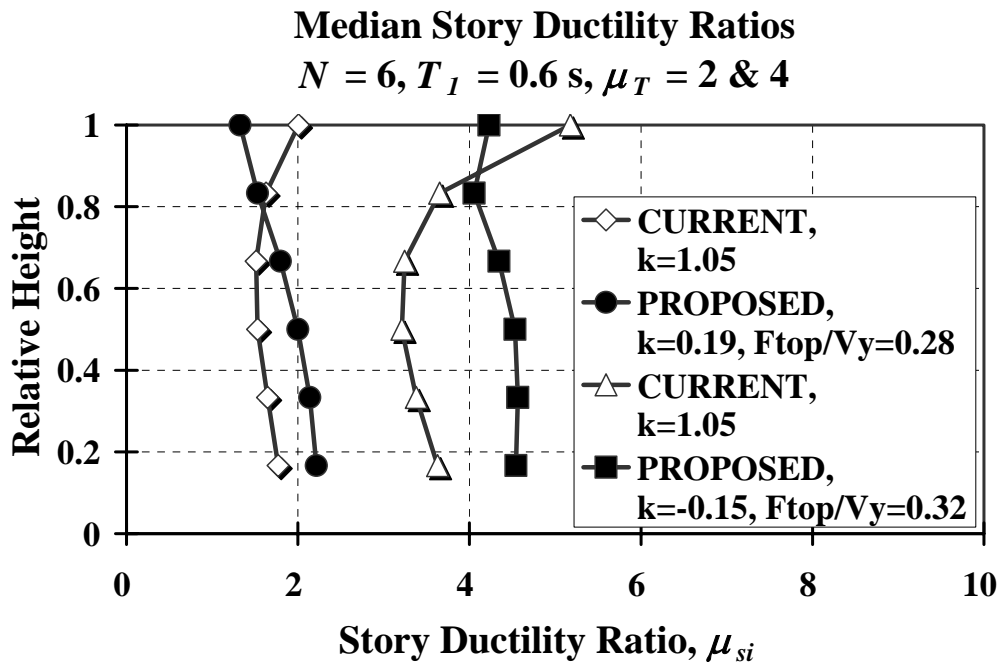 Median Story Ductility Ratios
N = 6, T₁ = 0.6 s, μ_T = 2 & 4
1
0.8
0.6
0.4
0.2
0
Relative Height
CURRENT,
k=1.05
PROPOSED,
k=0.19, Ftop/Vy=0.28
CURRENT,
k=1.05
PROPOSED,
k=-0.15, Ftop/Vy=0.32
0 2 4 6 8 10
Story Ductility Ratio, μ_si